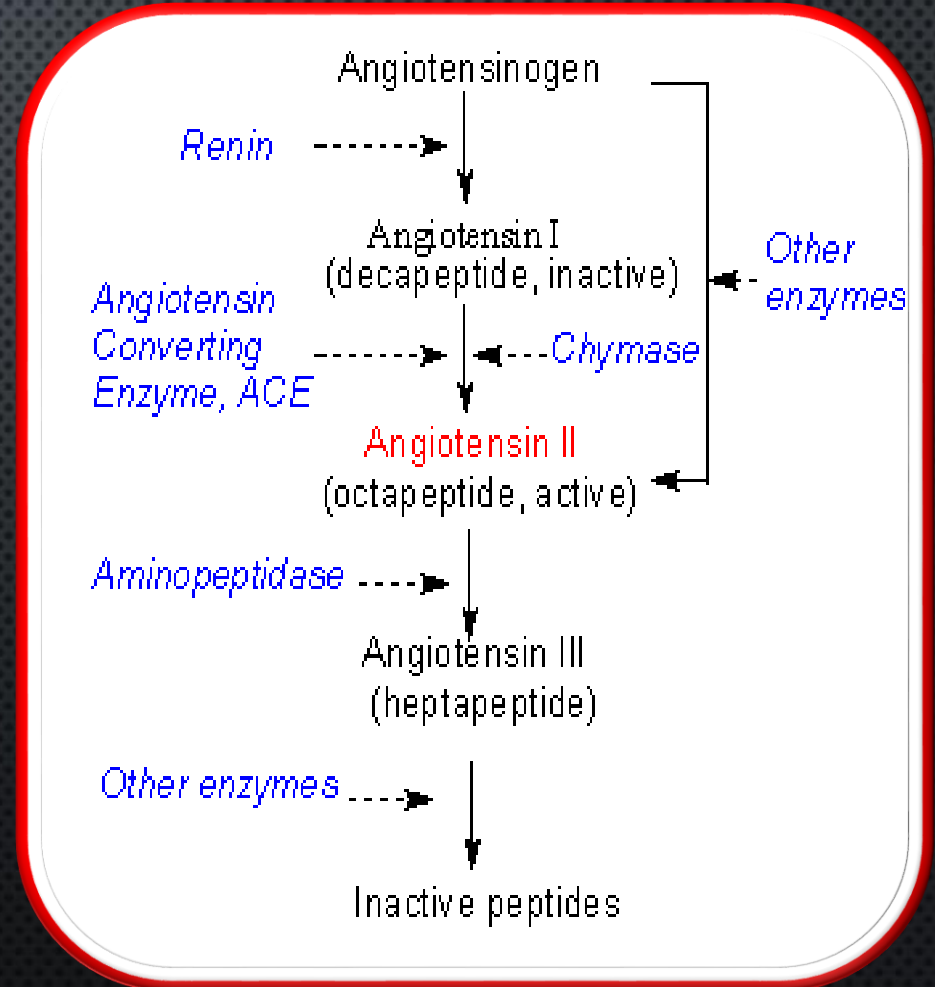 Angiotensinogen
Renin
Angiotensin I
(decapeptide, inactive)
Other
enzymes
Angiotensin
Converting
Enzyme, ACE
Chymase
Angiotensin II
(octapeptide, active)
Aminopeptidase
Angiotensin III
(heptapeptide)
Other enzymes
Inactive peptides